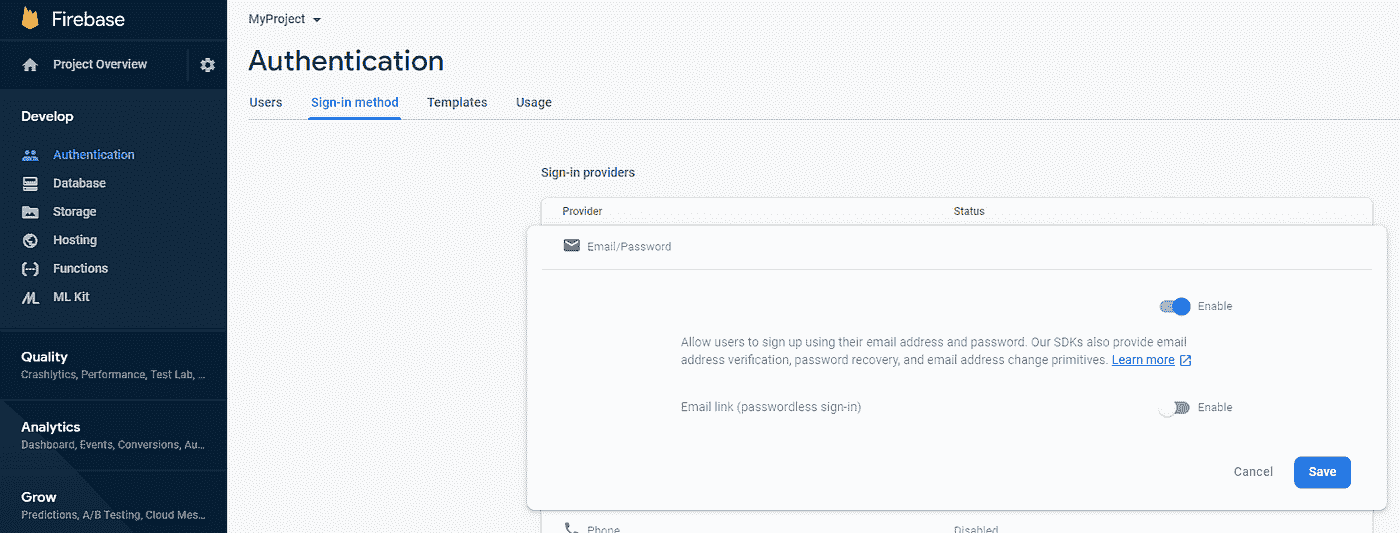 Firebase
Project Overview
Develop
Authentication
Database
Storage
Hosting
Functions
ML Kit
Quality
Crashlytics, Performance, Test Lab, ...
Analytics
Dashboard, Events, Conversions, Au...
Grow
Predictions, A/B Testing, Cloud Mes...
MyProject
Authentication
Users Sign-in method Templates Usage
Sign-in providers
Provider Status
Email/Password
Enable
Allow users to sign up using their email address and password. Our SDKs also provide email
address verification, password recovery, and email address change primitives. Learn more
Email link (passwordless sign-in) Enable
Cancel Save
Phone Disabled